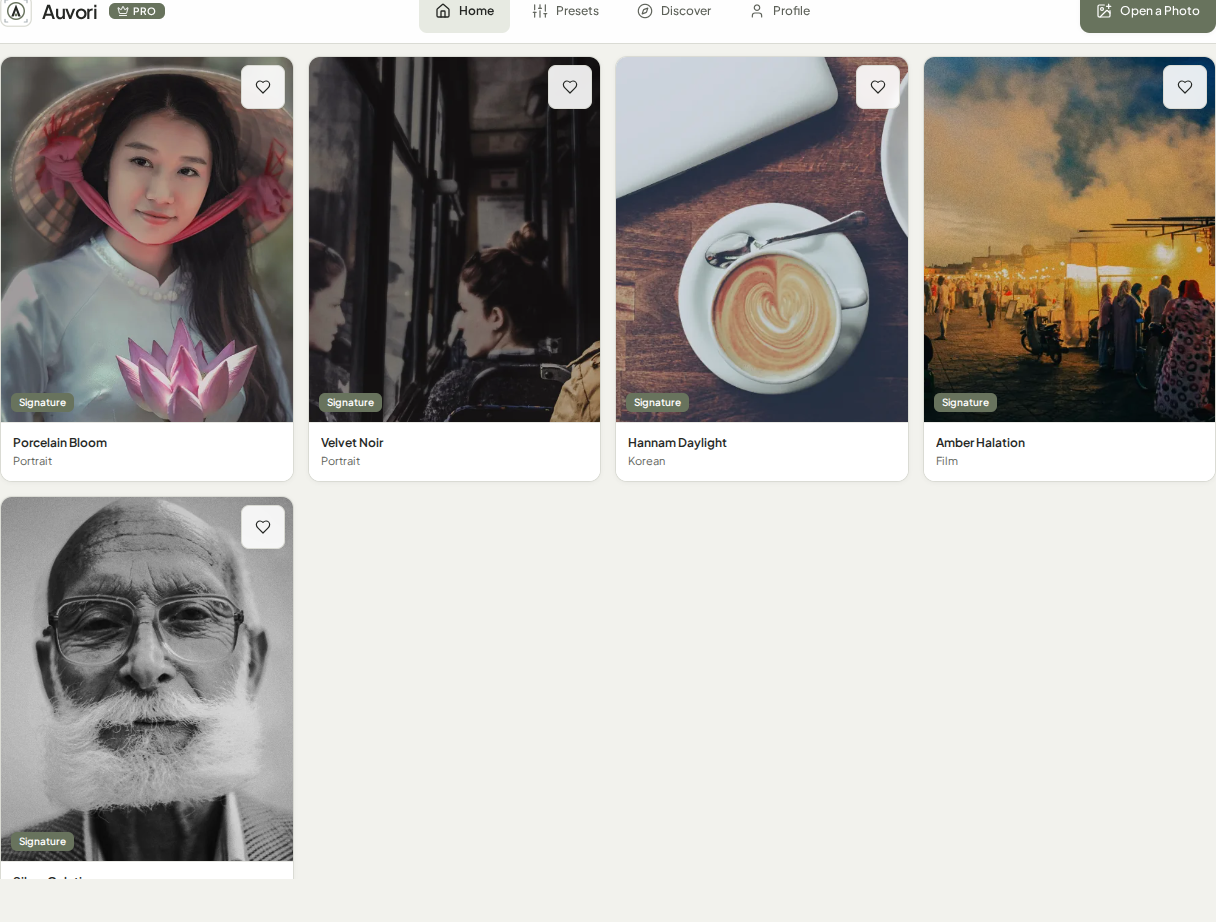 Auvori
PRO
Home
Presets
Discover
Profile
Open a Photo
Signature
Porcelain Bloom
Portrait
Signature
Velvet Noir
Portrait
Signature
Hannam Daylight
Korean
Signature
Amber Halation
Film
Signature